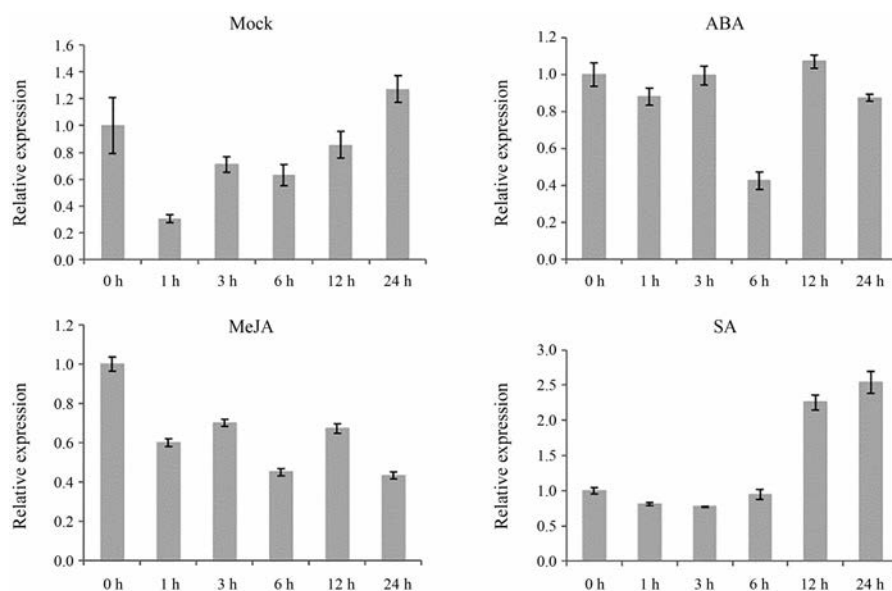 Mock
Relative expression
1.6
1.4
1.2
1.0
0.8
0.6
0.4
0.2
0.0
0 h 1 h 3 h 6 h 12 h 24 h
ABA
Relative expression
1.2
1.0
0.8
0.6
0.4
0.2
0.0
0 h 1 h 3 h 6 h 12 h 24 h
MeJA
Relative expression
1.2
1.0
0.8
0.6
0.4
0.2
0.0
0 h 1 h 3 h 6 h 12 h 24 h
SA
Relative expression
3.0
2.5
2.0
1.5
1.0
0.5
0.0
0 h 1 h 3 h 6 h 12 h 24 h